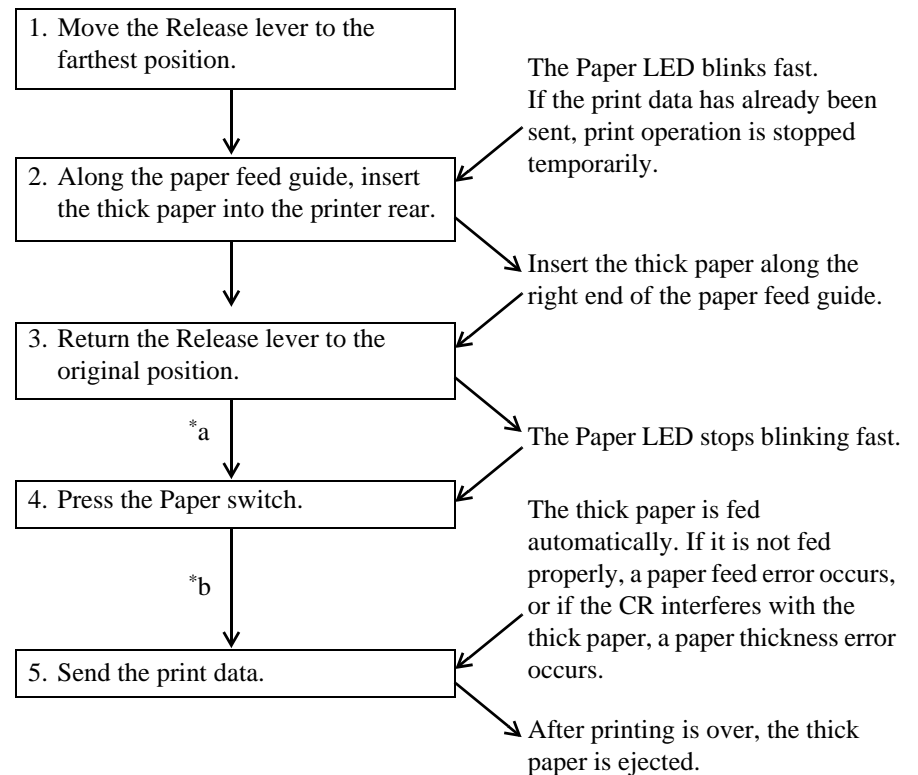 1. Move the Release lever to the
farthest position.
The Paper LED blinks fast.
If the print data has already been
sent, print operation is stopped
temporarily.
2. Along the paper feed guide, insert
the thick paper into the printer rear.
Insert the thick paper along the
right end of the paper feed guide.
3. Return the Release lever to the
original position.
*a
The Paper LED stops blinking fast.
4. Press the Paper switch.
*b
The thick paper is fed
automatically. If it is not fed
properly, a paper feed error occurs,
or if the CR interferes with the
thick paper, a paper thickness error
occurs.
5. Send the print data.
After printing is over, the thick
paper is ejected.